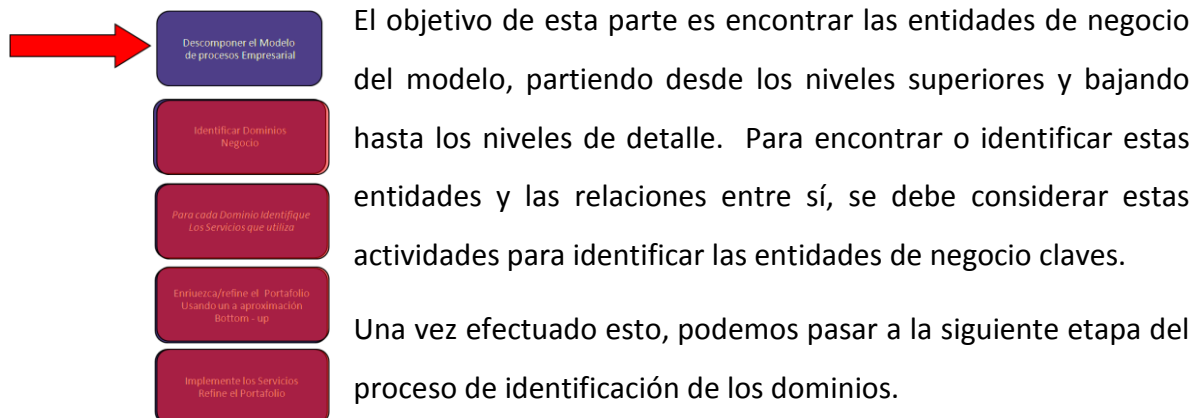 Descomponer el Modelo
de procesos Empresarial
Identificar Dominios
Negocio
Para cada Dominio Identifique
Los Servicios que utiliza
Enriuezca/refine el Portafolio
Usando un a aproximación
Bottom - up
Implemente los Servicios
Refine el Portafolio
El objetivo de esta parte es encontrar las entidades de negocio
del modelo, partiendo desde los niveles superiores y bajando
hasta los niveles de detalle. Para encontrar o identificar estas
entidades y las relaciones entre sí, se debe considerar estas
actividades para identificar las entidades de negocio claves.
Una vez efectuado esto, podemos pasar a la siguiente etapa del
proceso de identificación de los dominios.